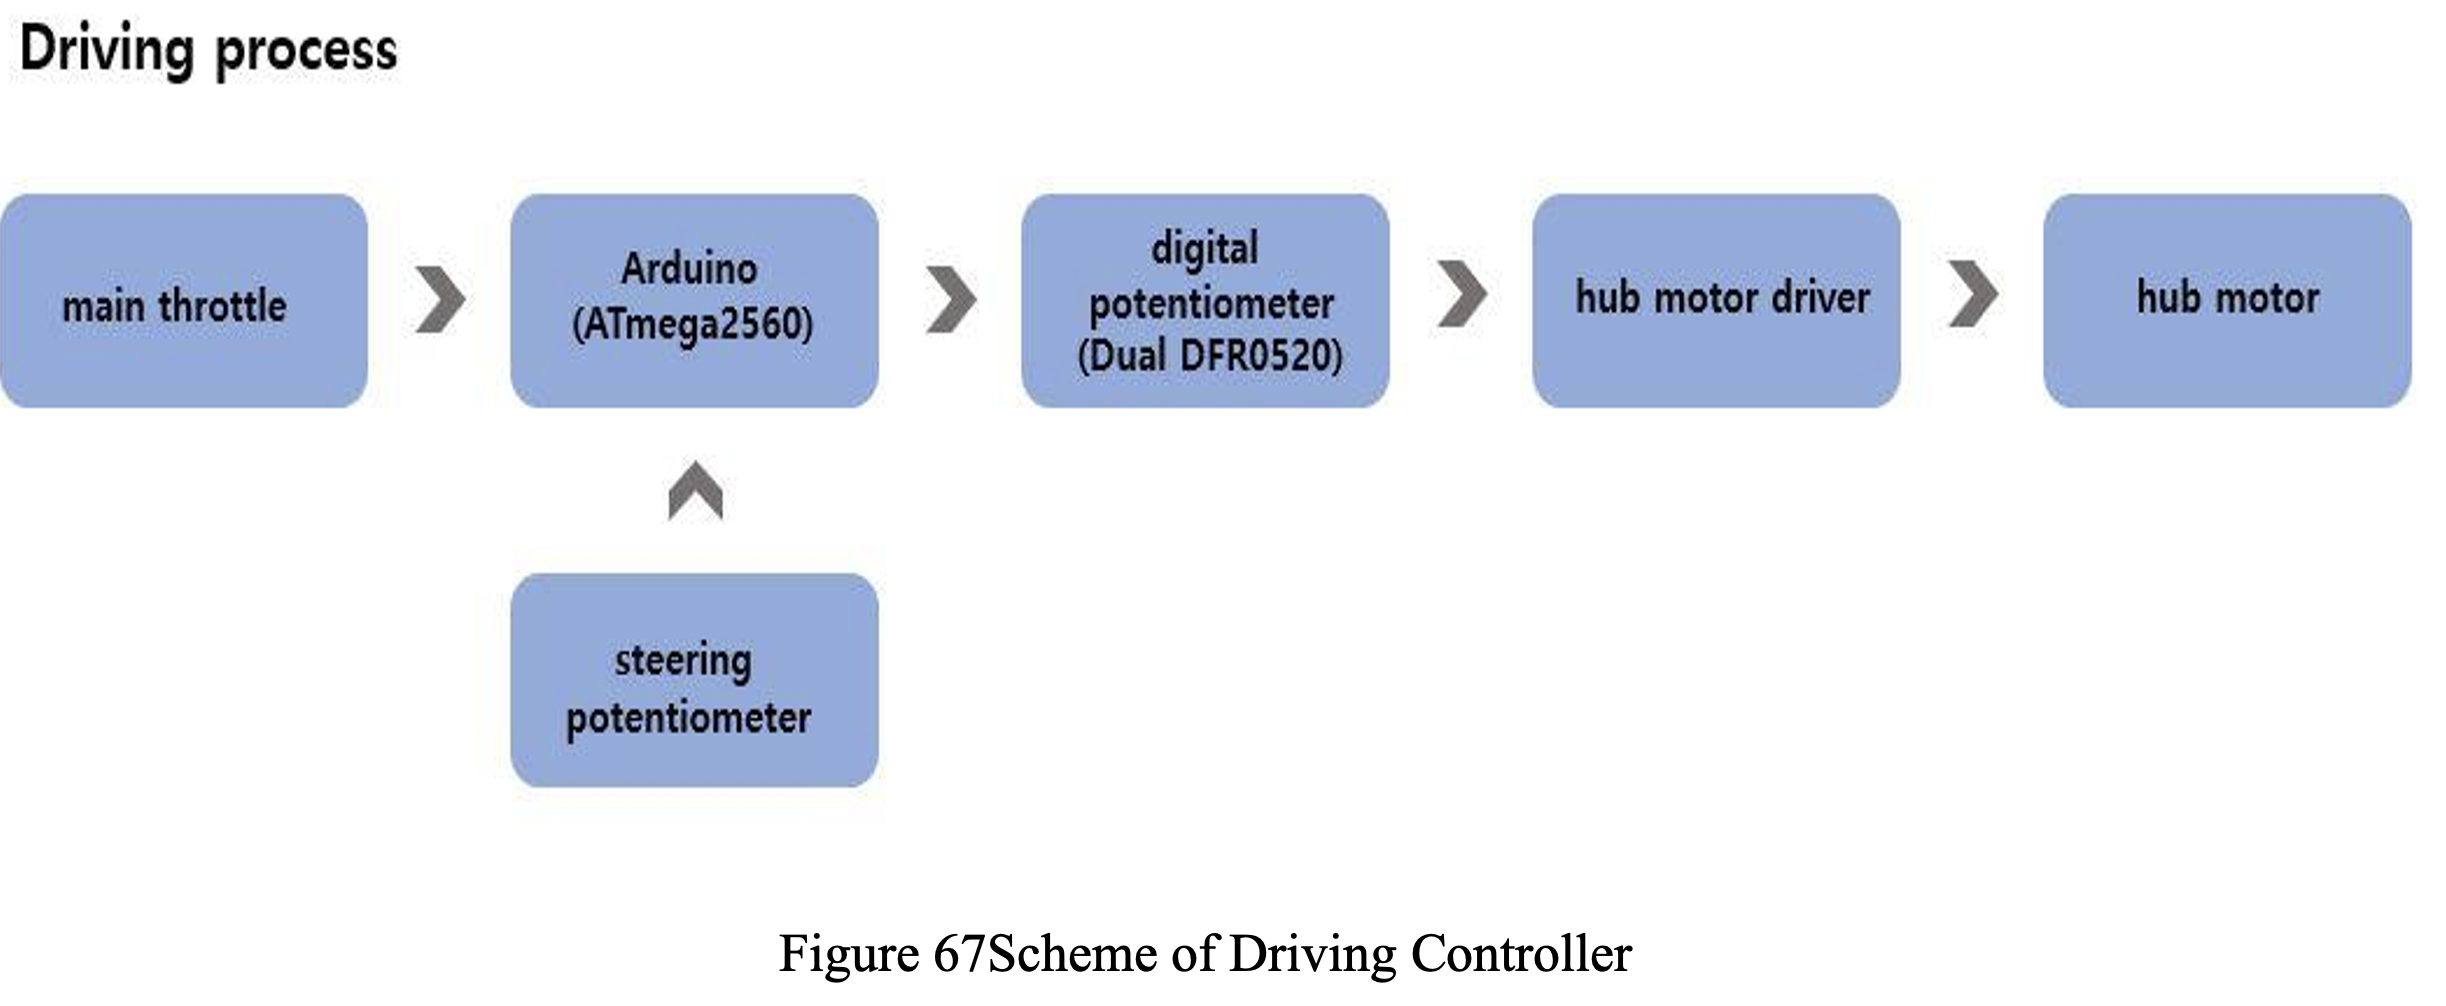 Driving process
main throttle
Arduino
(ATmega2560)
digital
potentiometer
(Dual DFR0520)
hub motor driver
hub motor
steering
potentiometer
Figure 67Scheme of Driving Controller